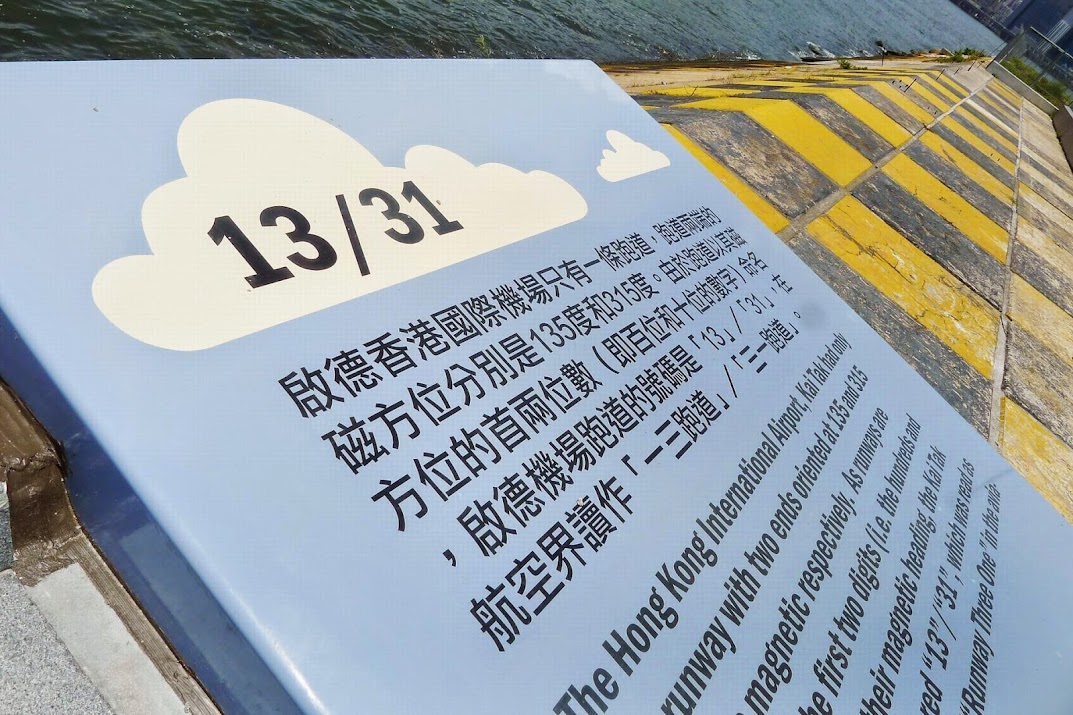 13/31
啟德香港國際機場只有一條跑道，跑道兩端的
磁方位分別是135度和315度。由於跑道以其磁
方位的首兩位數（即百位和十位的數字）命名
，啟德機場跑道的號碼是「13」/「31」，在
航空界讀作「一三跑道」/「三一跑道」。
The Hong Kong International Airport, Kai Tak had only
runway with two ends oriented at 135 and 315
magnetic respectively. As runways are
the first two digits (i.e. the hundreds and
their magnetic heading, the Kai Tak
"13"/"31", which was read as
"Runway Three One" in the